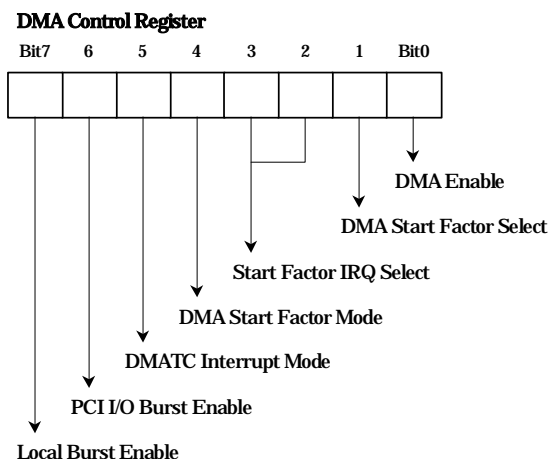 DMA Control Register
Bit7 6 5 4 3 2 1 Bit0
DMA Enable
DMA Start Factor Select
Start Factor IRQ Select
DMA Start Factor Mode
DMATC Interrupt Mode
PCI I/O Burst Enable
Local Burst Enable